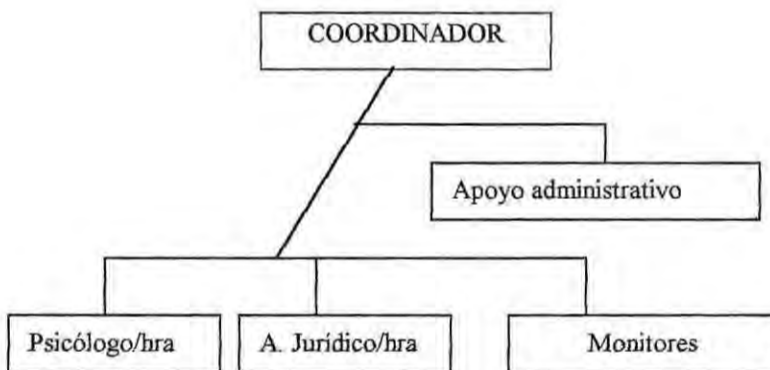 COORDINADOR
Apoyo administrativo
Psicólogo/hra
A. Jurídico/hra
Monitores